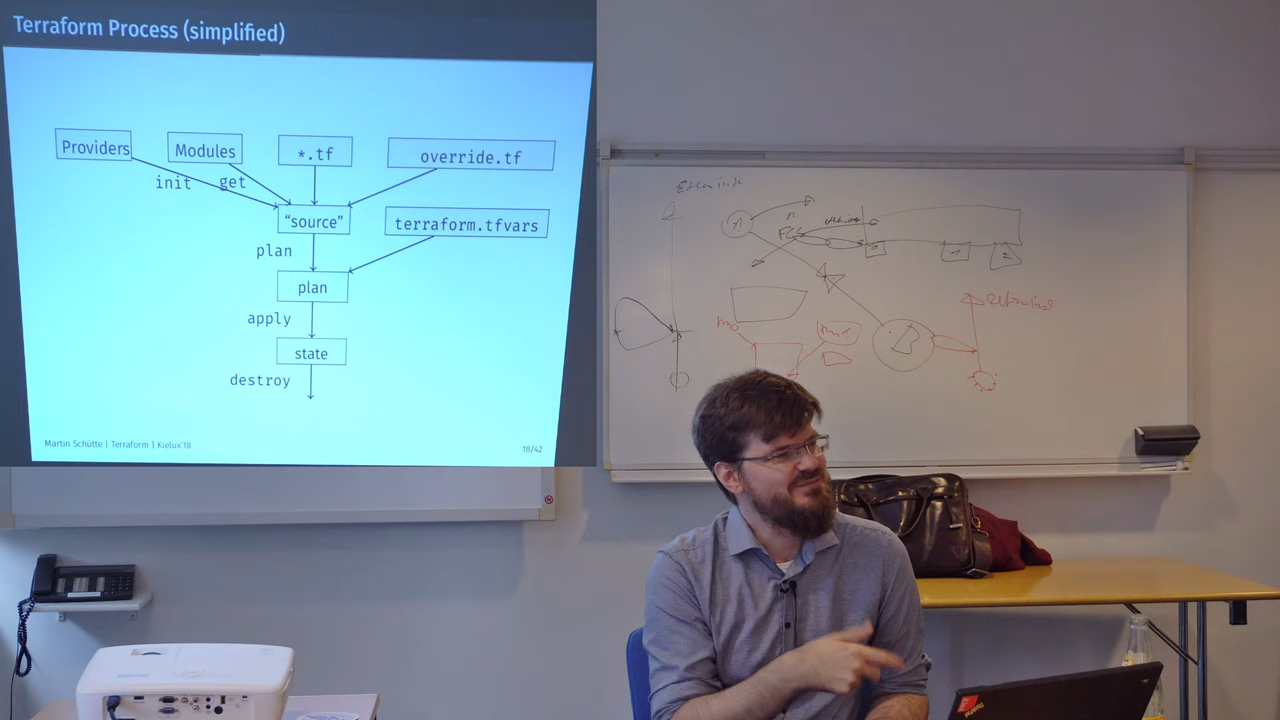 Terraform Process (simplified)
Providers
Modules
*.tf
override.tf
init
get
“source”
terraform.tfvars
plan
plan
apply
state
destroy
Martin Schütte | Terraform | Kielux'18
18/42
A
n
B
ThinkPad